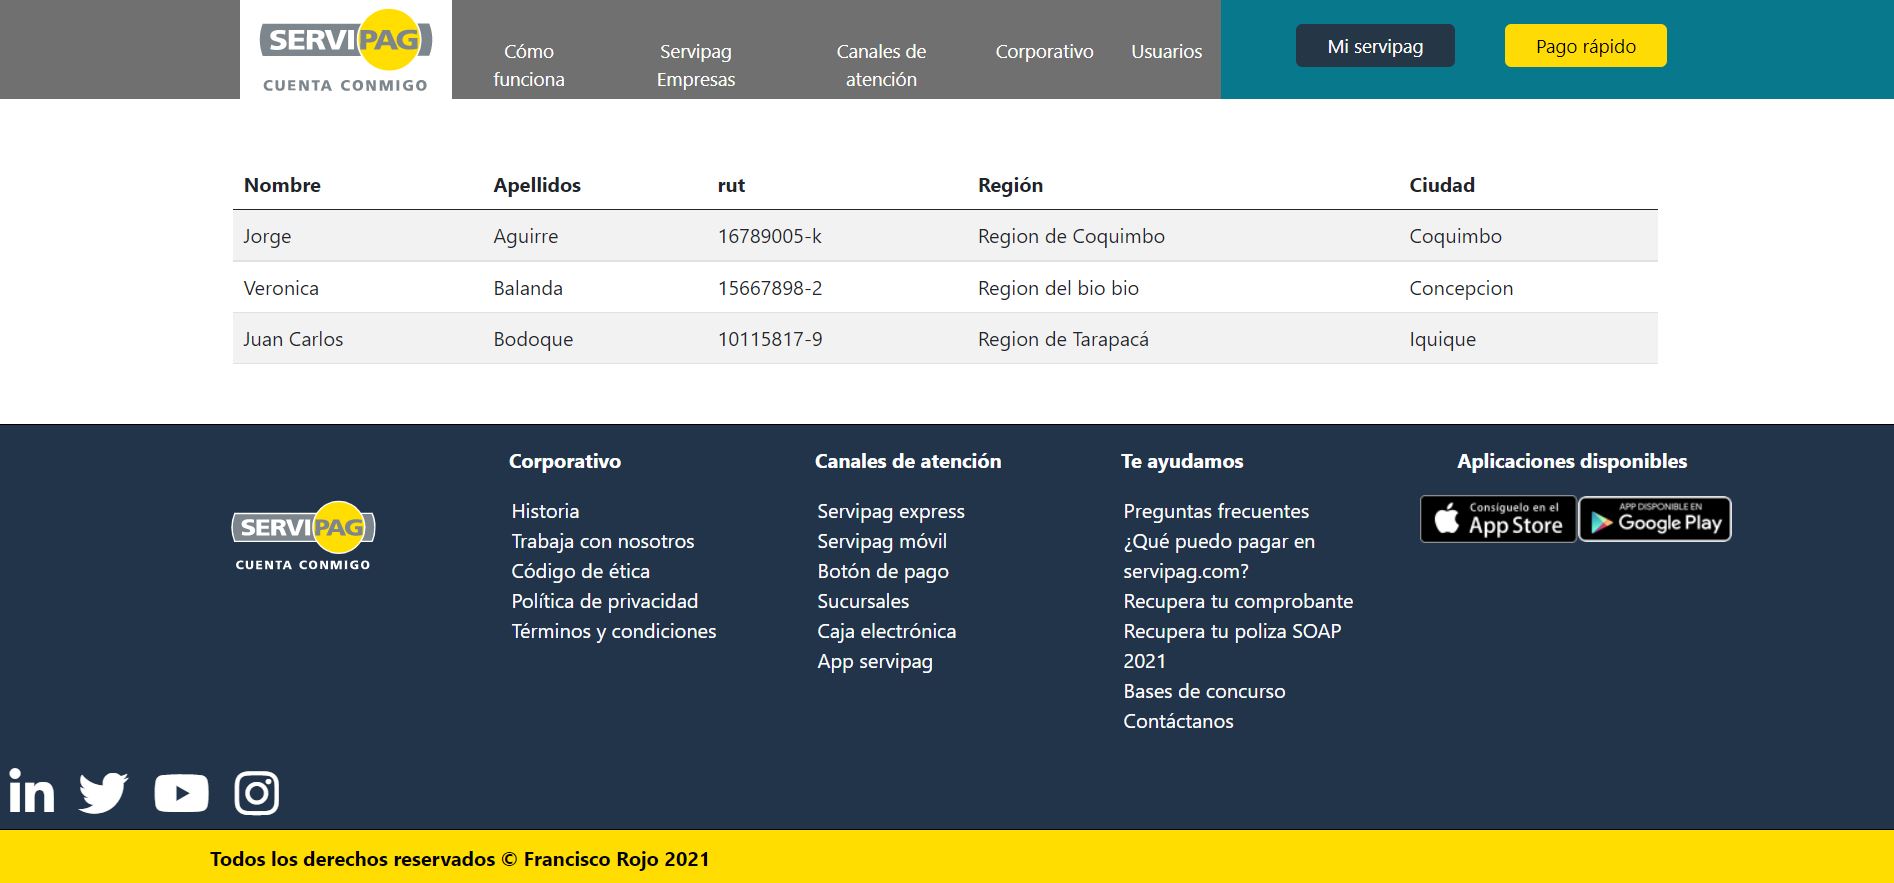 SERVIPAG
CUENTA CONMIGO
Cómo funciona
Servipag Empresas
Canales de atención
Corporativo
Usuarios
Mi servipag
Pago rápido
Nombre Apellidos rut Región Ciudad
Jorge Aguirre 16789005-k Region de Coquimbo Coquimbo
Veronica Balanda 15667898-2 Region del bio bio Concepcion
Juan Carlos Bodoque 10115817-9 Region de Tarapacá Iquique
SERVIPAG
CUENTA CONMIGO
Corporativo
Historia
Trabaja con nosotros
Código de ética
Política de privacidad
Términos y condiciones
Canales de atención
Servipag express
Servipag móvil
Botón de pago
Sucursales
Caja electrónica
App servipag
Te ayudamos
Preguntas frecuentes
¿Qué puedo pagar en
servipag.com?
Recupera tu comprobante
Recupera tu poliza SOAP
2021
Bases de concurso
Contáctanos
Aplicaciones disponibles
Consíguelo en el
App Store
APP DISPONIBLE EN
Google Play
in
Todos los derechos reservados © Francisco Rojo 2021